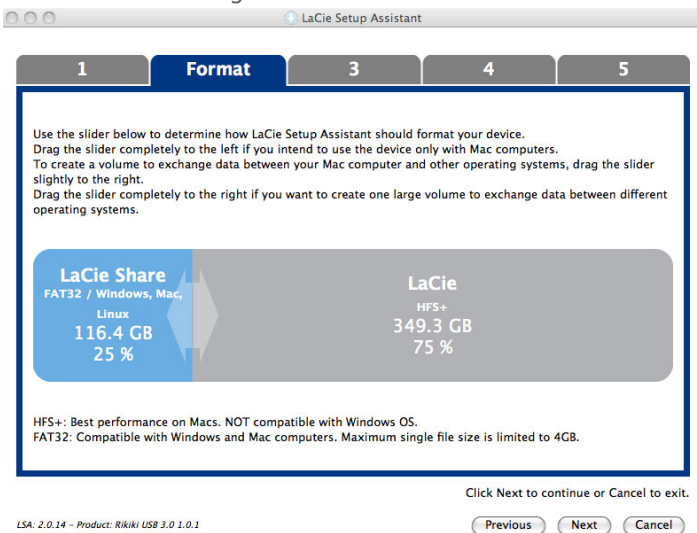 LaCie Setup Assistant
1
Format
3
4
5
Use the slider below to determine how LaCie Setup Assistant should format your device.
Drag the slider completely to the left if you intend to use the device only with Mac computers.
To create a volume to exchange data between your Mac computer and other operating systems, drag the slider
slightly to the right.
Drag the slider completely to the right if you want to create one large volume to exchange data between different
operating systems.
LaCie Share
FAT32 / Windows, Mac,
Linux
116.4 GB
25 %
LaCie
HFS+
349.3 GB
75 %
HFS+: Best performance on Macs. NOT compatible with Windows OS.
FAT32: Compatible with Windows and Mac computers. Maximum single file size is limited to 4GB.
Click Next to continue or Cancel to exit.
LSA: 2.0.14 – Product: Rikiki USB 3.0 1.0.1
Previous
Next
Cancel